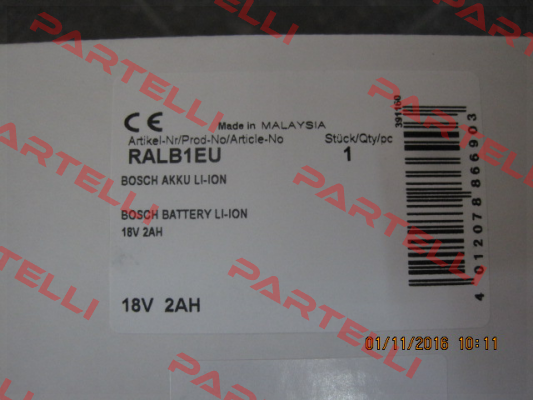 PARTELLI
PARTELLI
CE Made in MALAYSIA
Artikel-Nr/Prod-No/Article-No Stück/Qty/pc
RALB1EU 1
391160
BOSCH AKKU LI-ION
BOSCH BATTERY LI-ION
18V 2AH
4 012078 866903
PARTELLI
PARTELLI
18V 2AH
01/11/2016 10:11
PARTELLI
PARTELLI